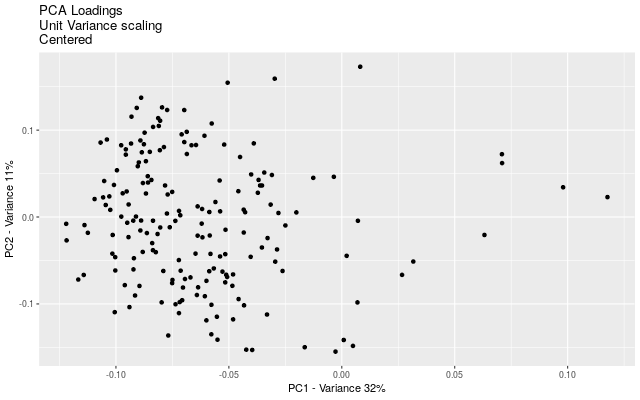 PCA Loadings
Unit Variance scaling
Centered
PC2 - Variance 11%
0.1
0.0
-0.1
-0.10
-0.05
0.00
0.05
0.10
PC1 - Variance 32%